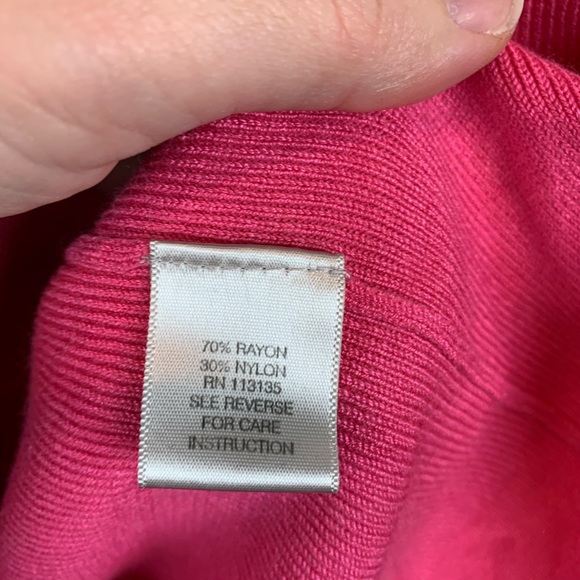 70% RAYON
30% NYLON
RN 113135
SEE REVERSE
FOR CARE
INSTRUCTION